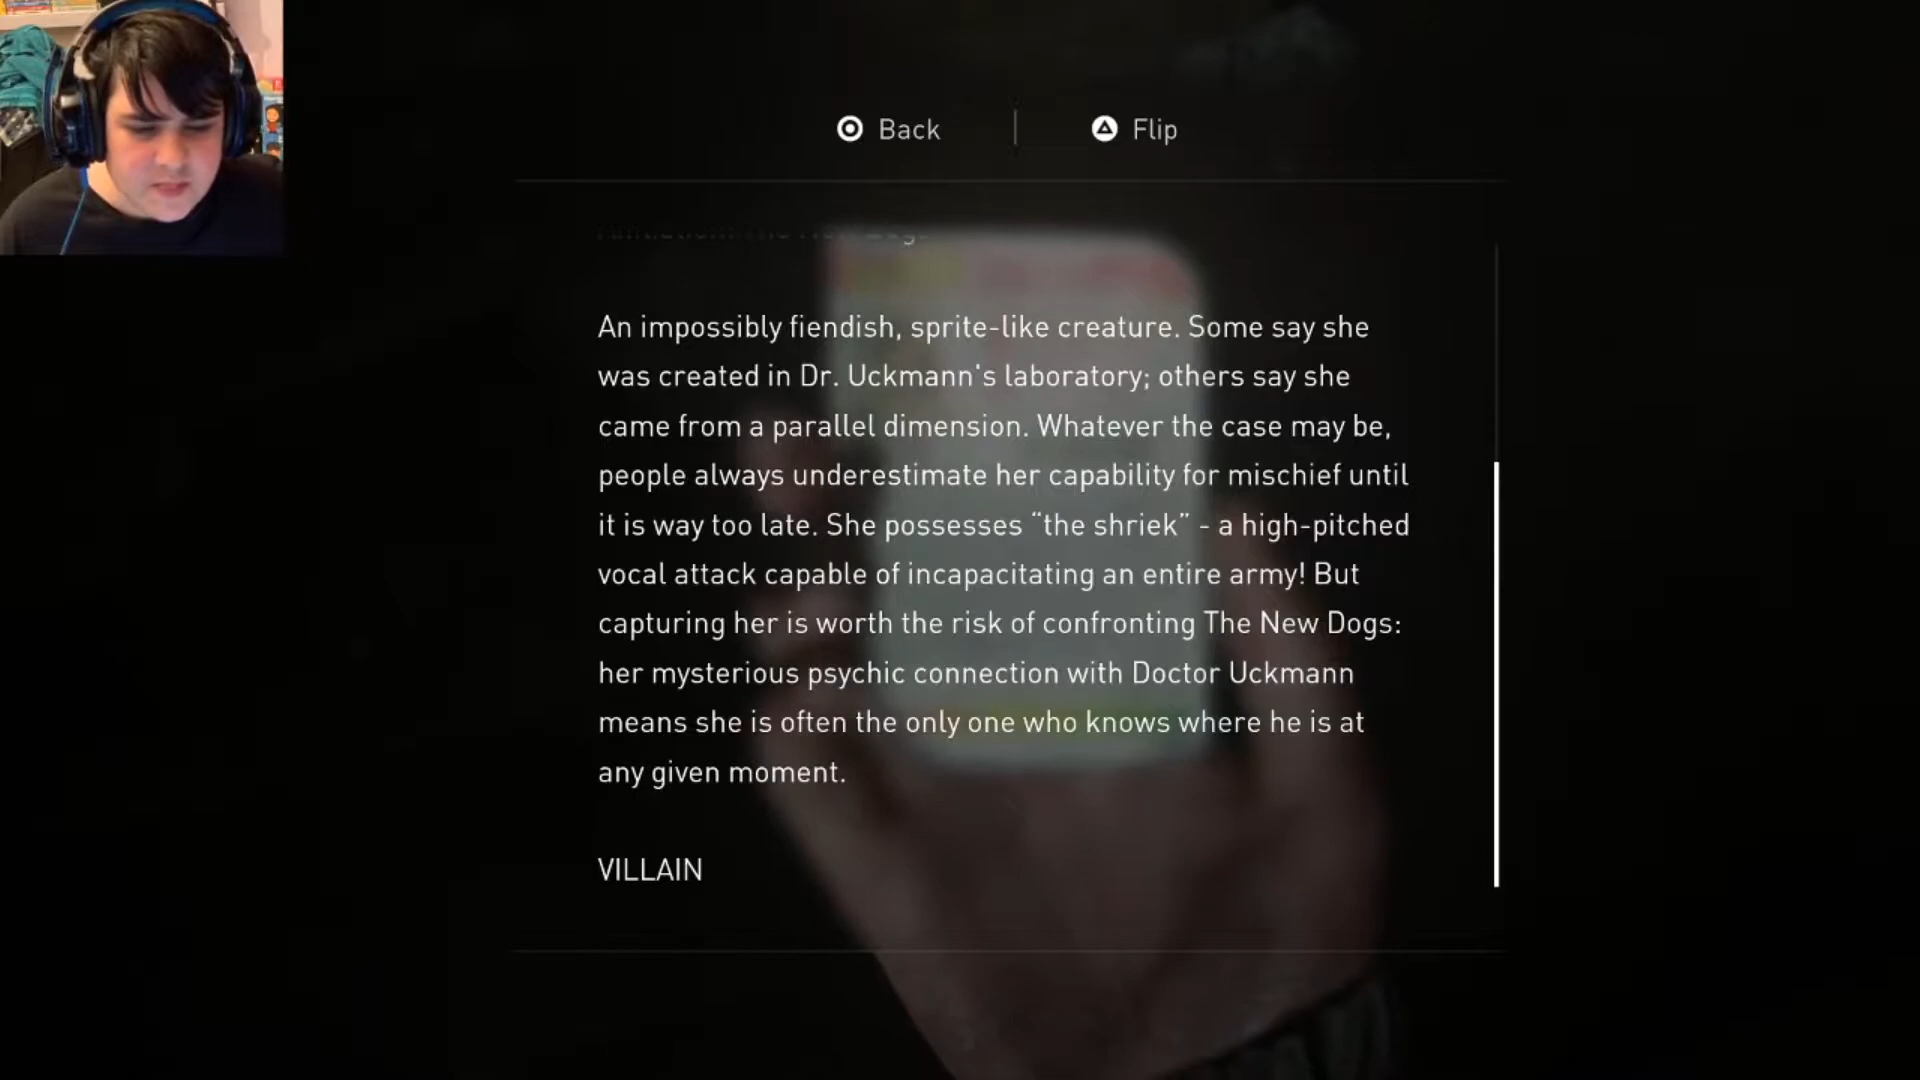 Back
Flip
An impossibly fiendish, sprite-like creature. Some say she
was created in Dr. Uckmann's laboratory; others say she
came from a parallel dimension. Whatever the case may be,
people always underestimate her capability for mischief until
it is way too late. She possesses “the shriek” - a high-pitched
vocal attack capable of incapacitating an entire army! But
capturing her is worth the risk of confronting The New Dogs:
her mysterious psychic connection with Doctor Uckmann
means she is often the only one who knows where he is at
any given moment.
VILLAIN